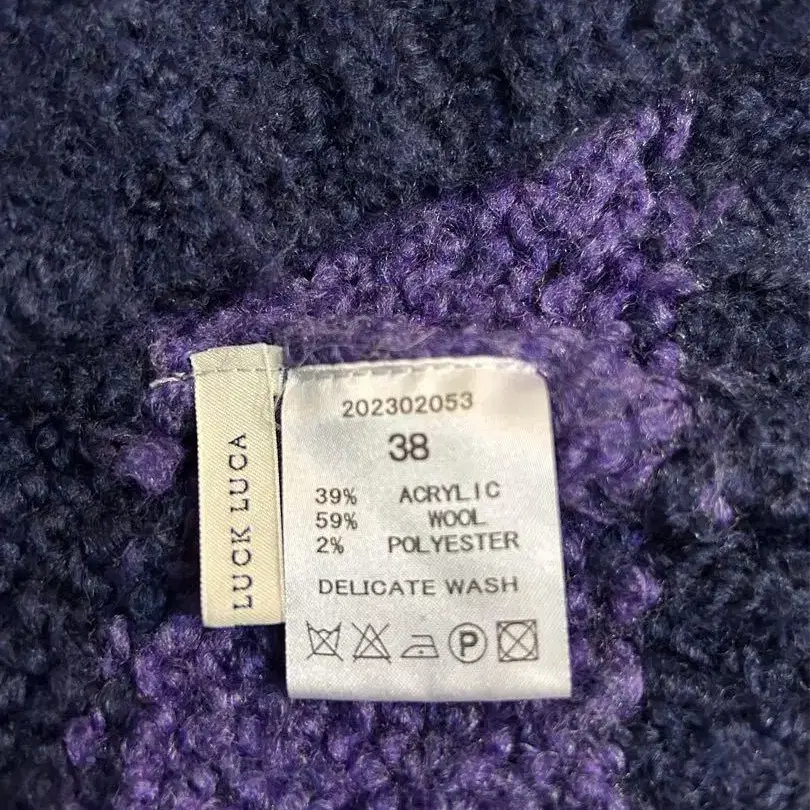 LUCK LUCA
202302053
38
39% ACRYLIC
59% WOOL
2% POLYESTER
DELICATE WASH
P